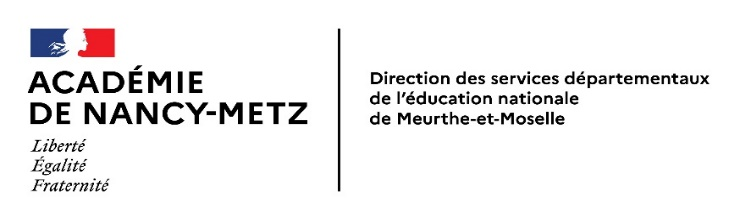 ACADÉMIE
DE NANCY-METZ
Liberté
Égalité
Fraternité
Direction des services départementaux
de l'éducation nationale
de Meurthe-et-Moselle